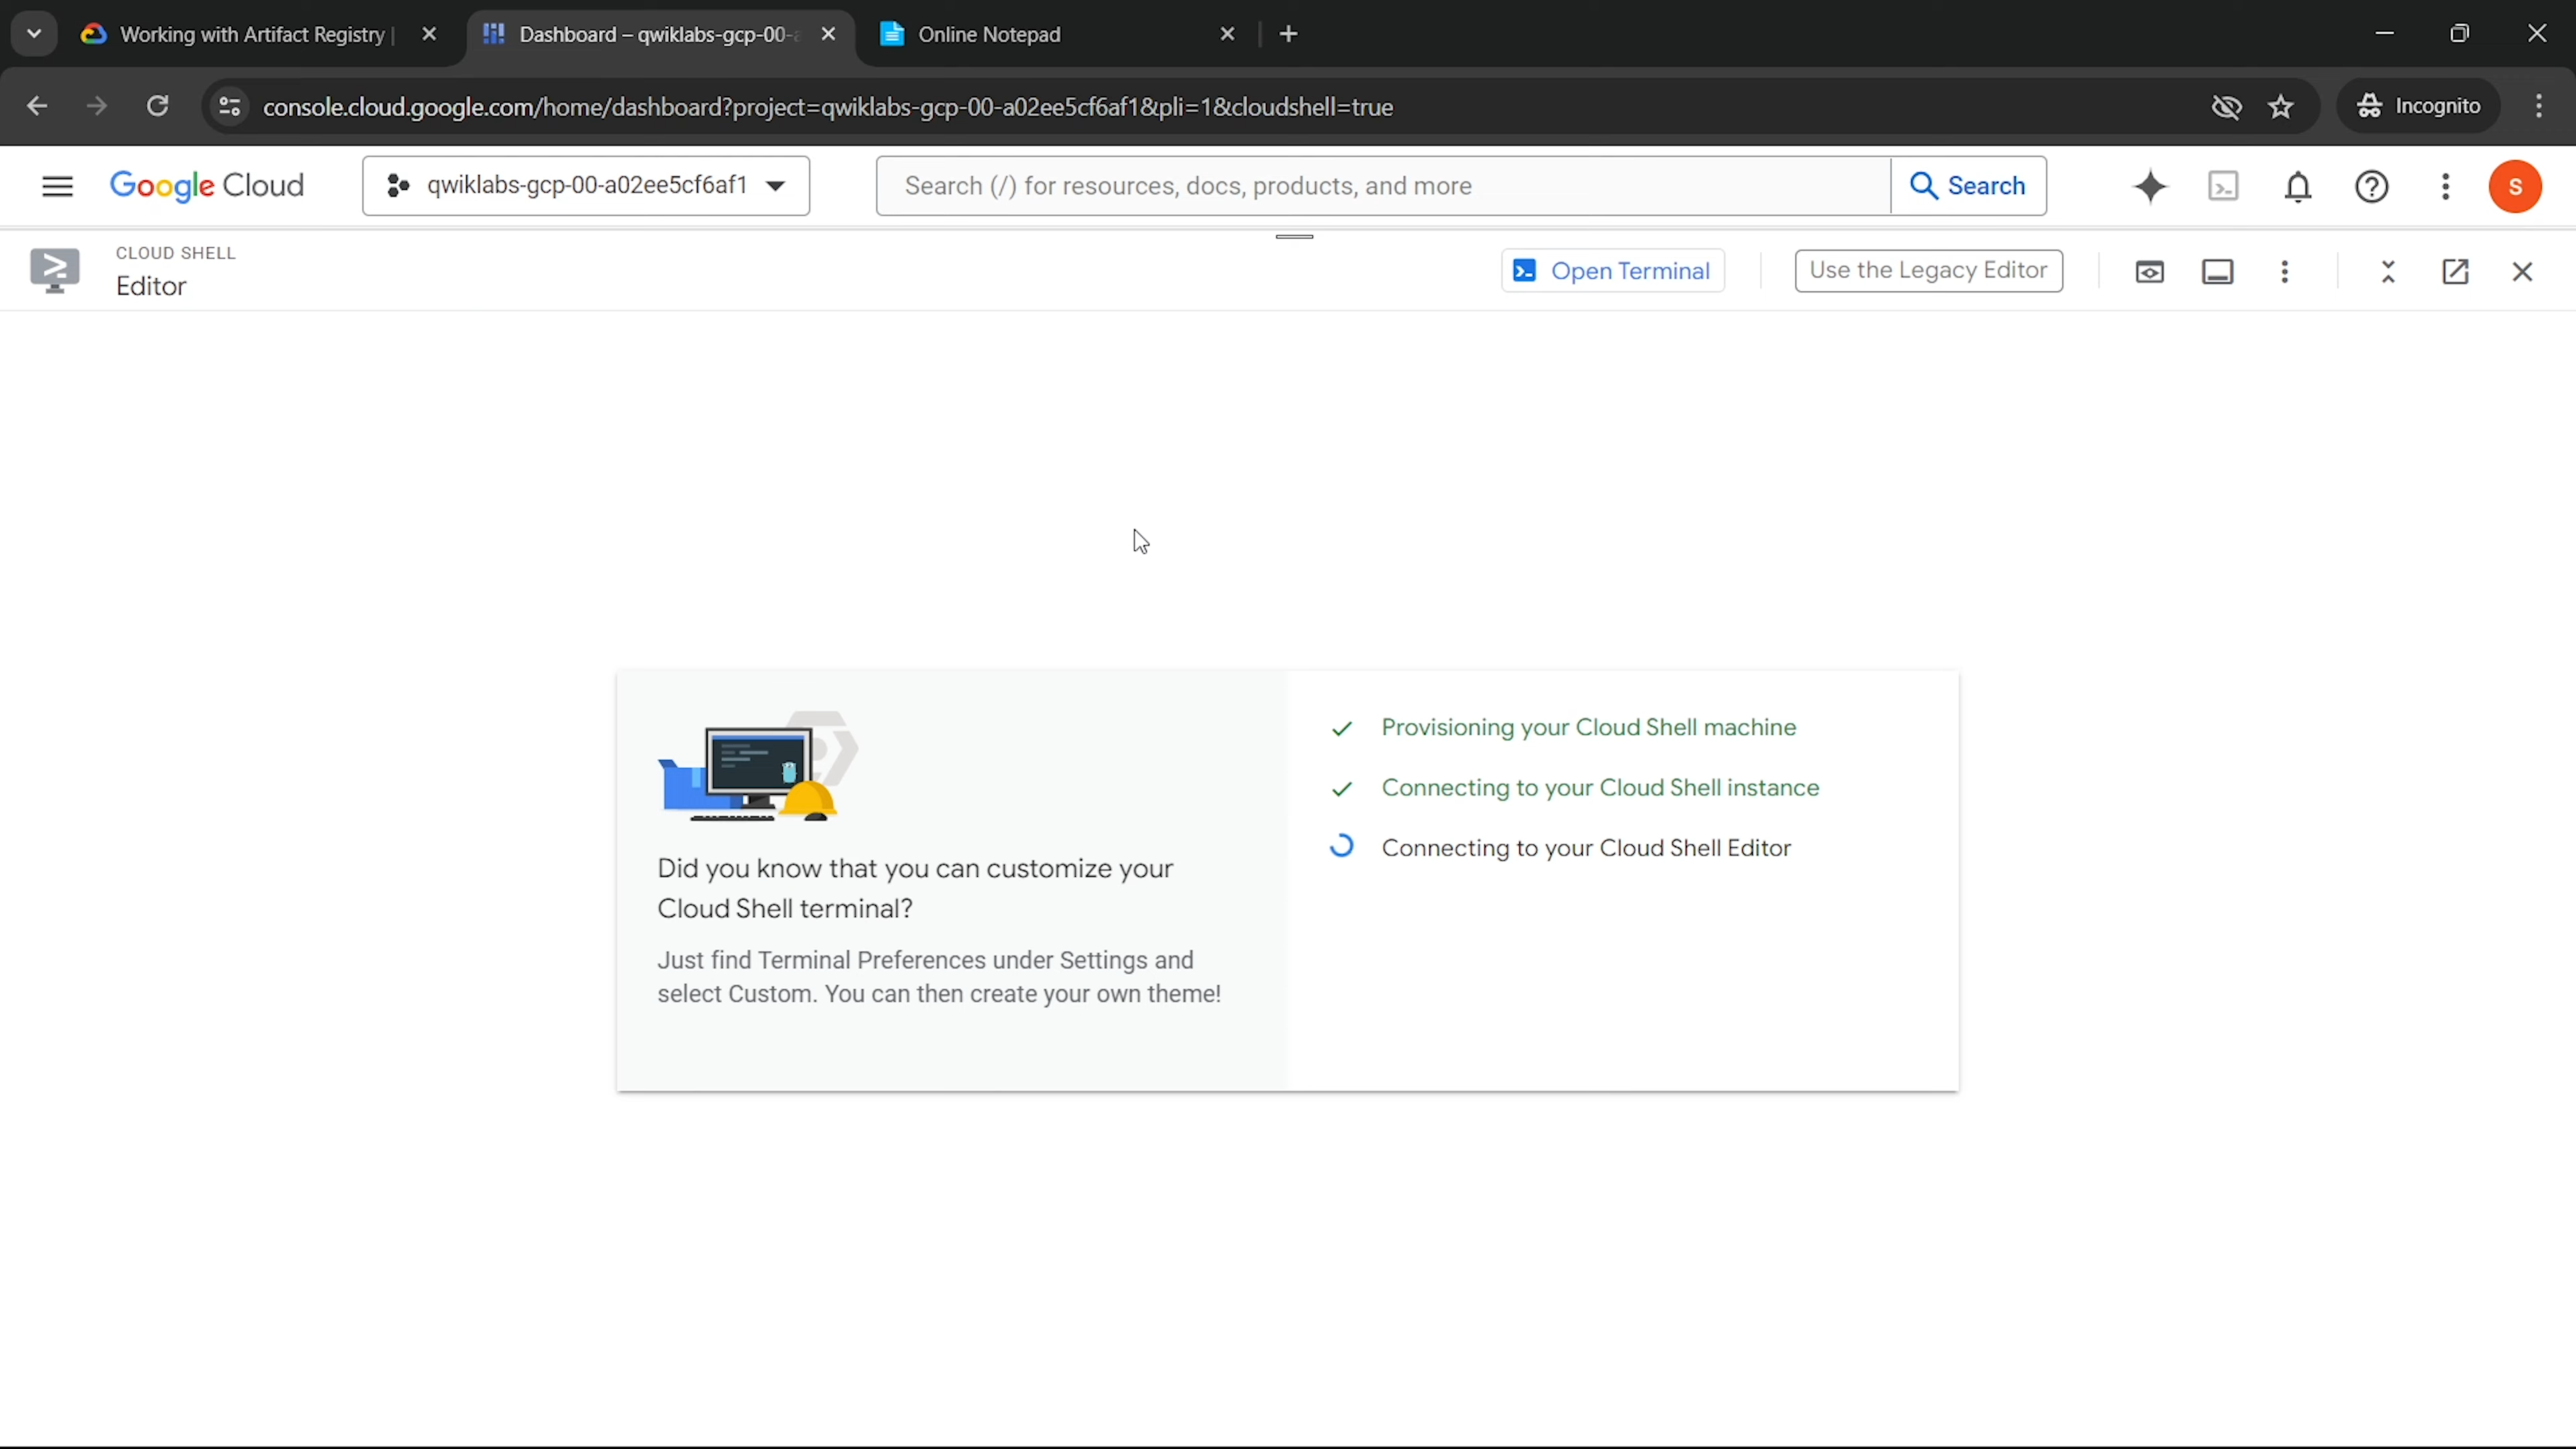 Working with Artifact Registry |
Dashboard – qwiklabs-gcp-00-a
Online Notepad
console.cloud.google.com/home/dashboard?project=qwiklabs-gcp-00-a02ee5cf6af1&pli=1&cloudshell=true
Incognito
Google Cloud
qwiklabs-gcp-00-a02ee5cf6af1
Search (/) for resources, docs, products, and more
Search
S
CLOUD SHELL
Editor
Open Terminal
Use the Legacy Editor
Did you know that you can customize your
Cloud Shell terminal?
Just find Terminal Preferences under Settings and
select Custom. You can then create your own theme!
Provisioning your Cloud Shell machine
Connecting to your Cloud Shell instance
Connecting to your Cloud Shell Editor